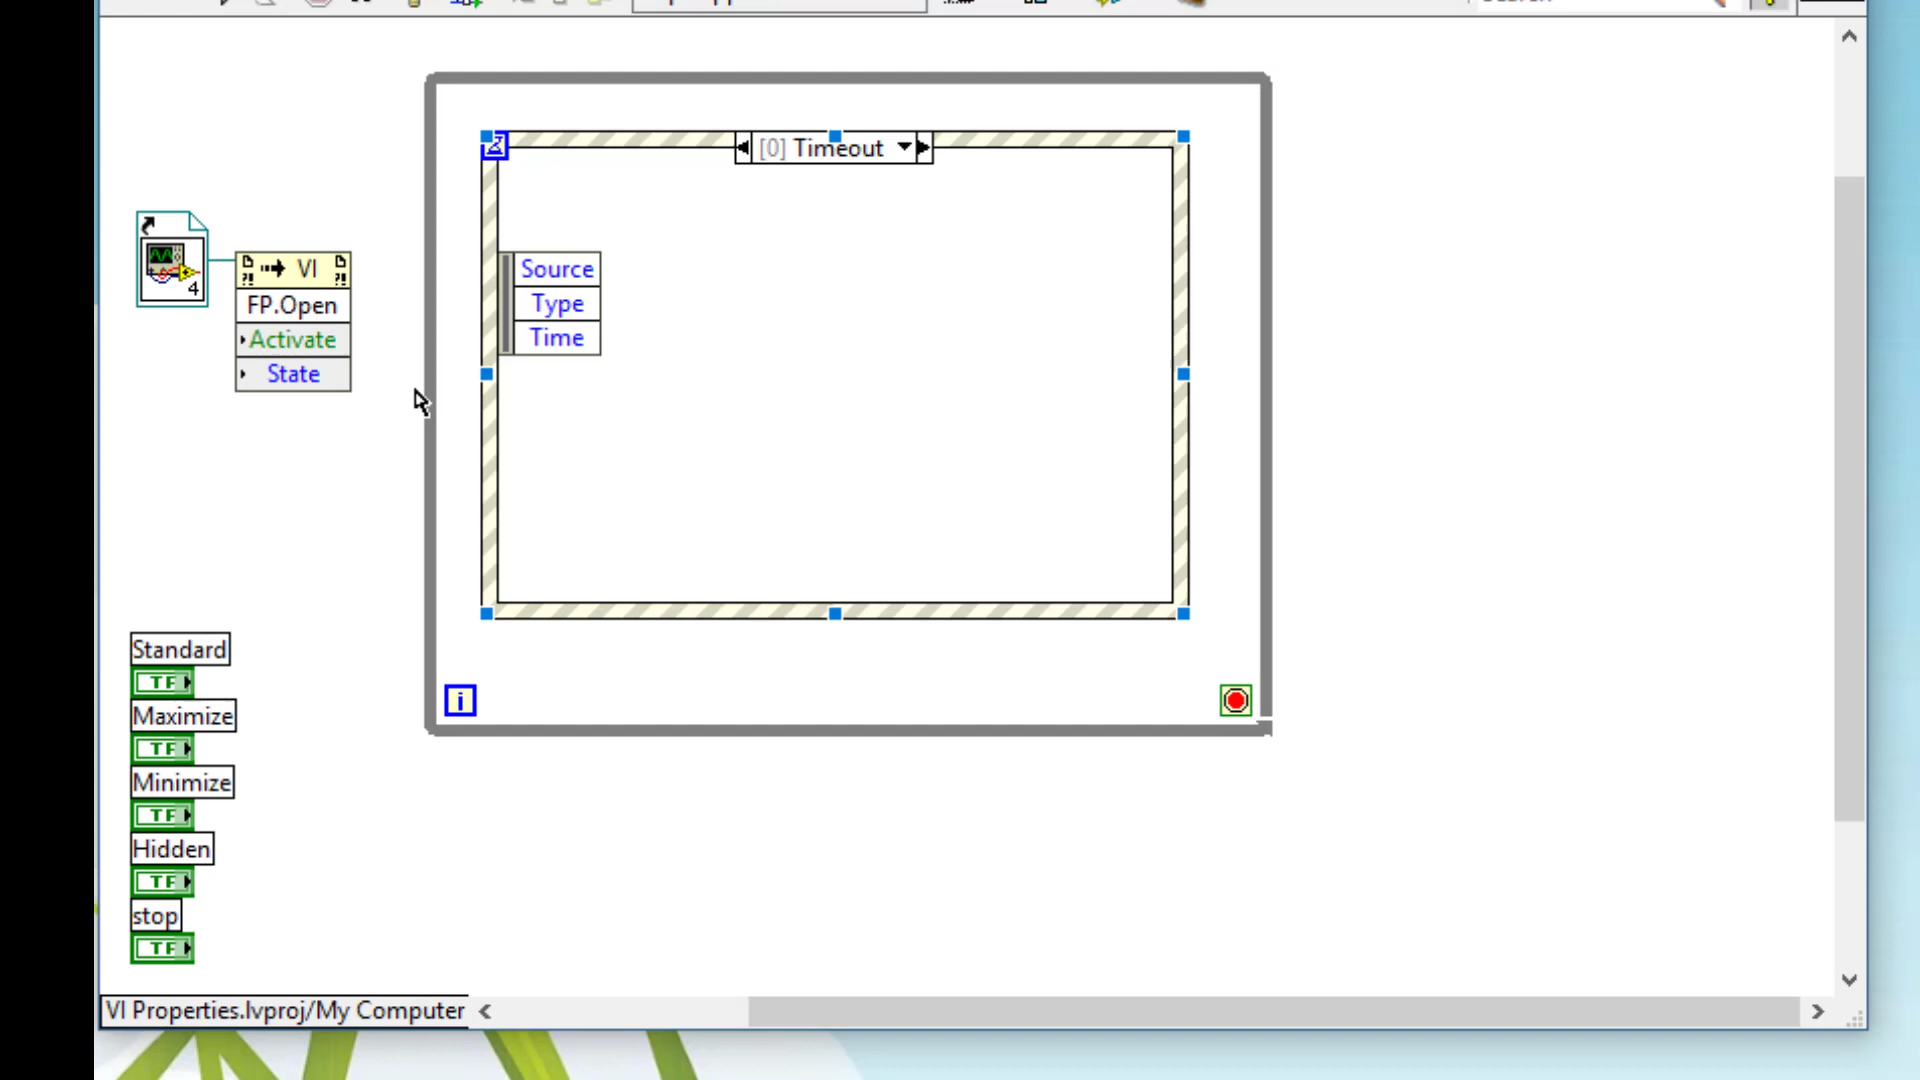 [0] Timeout
VI
FP.Open
Activate
State
4
Source
Type
Time
i
Standard
TF
Maximize
TF
Minimize
TF
Hidden
TF
stop
TF
VI Properties.lvproj/My Computer